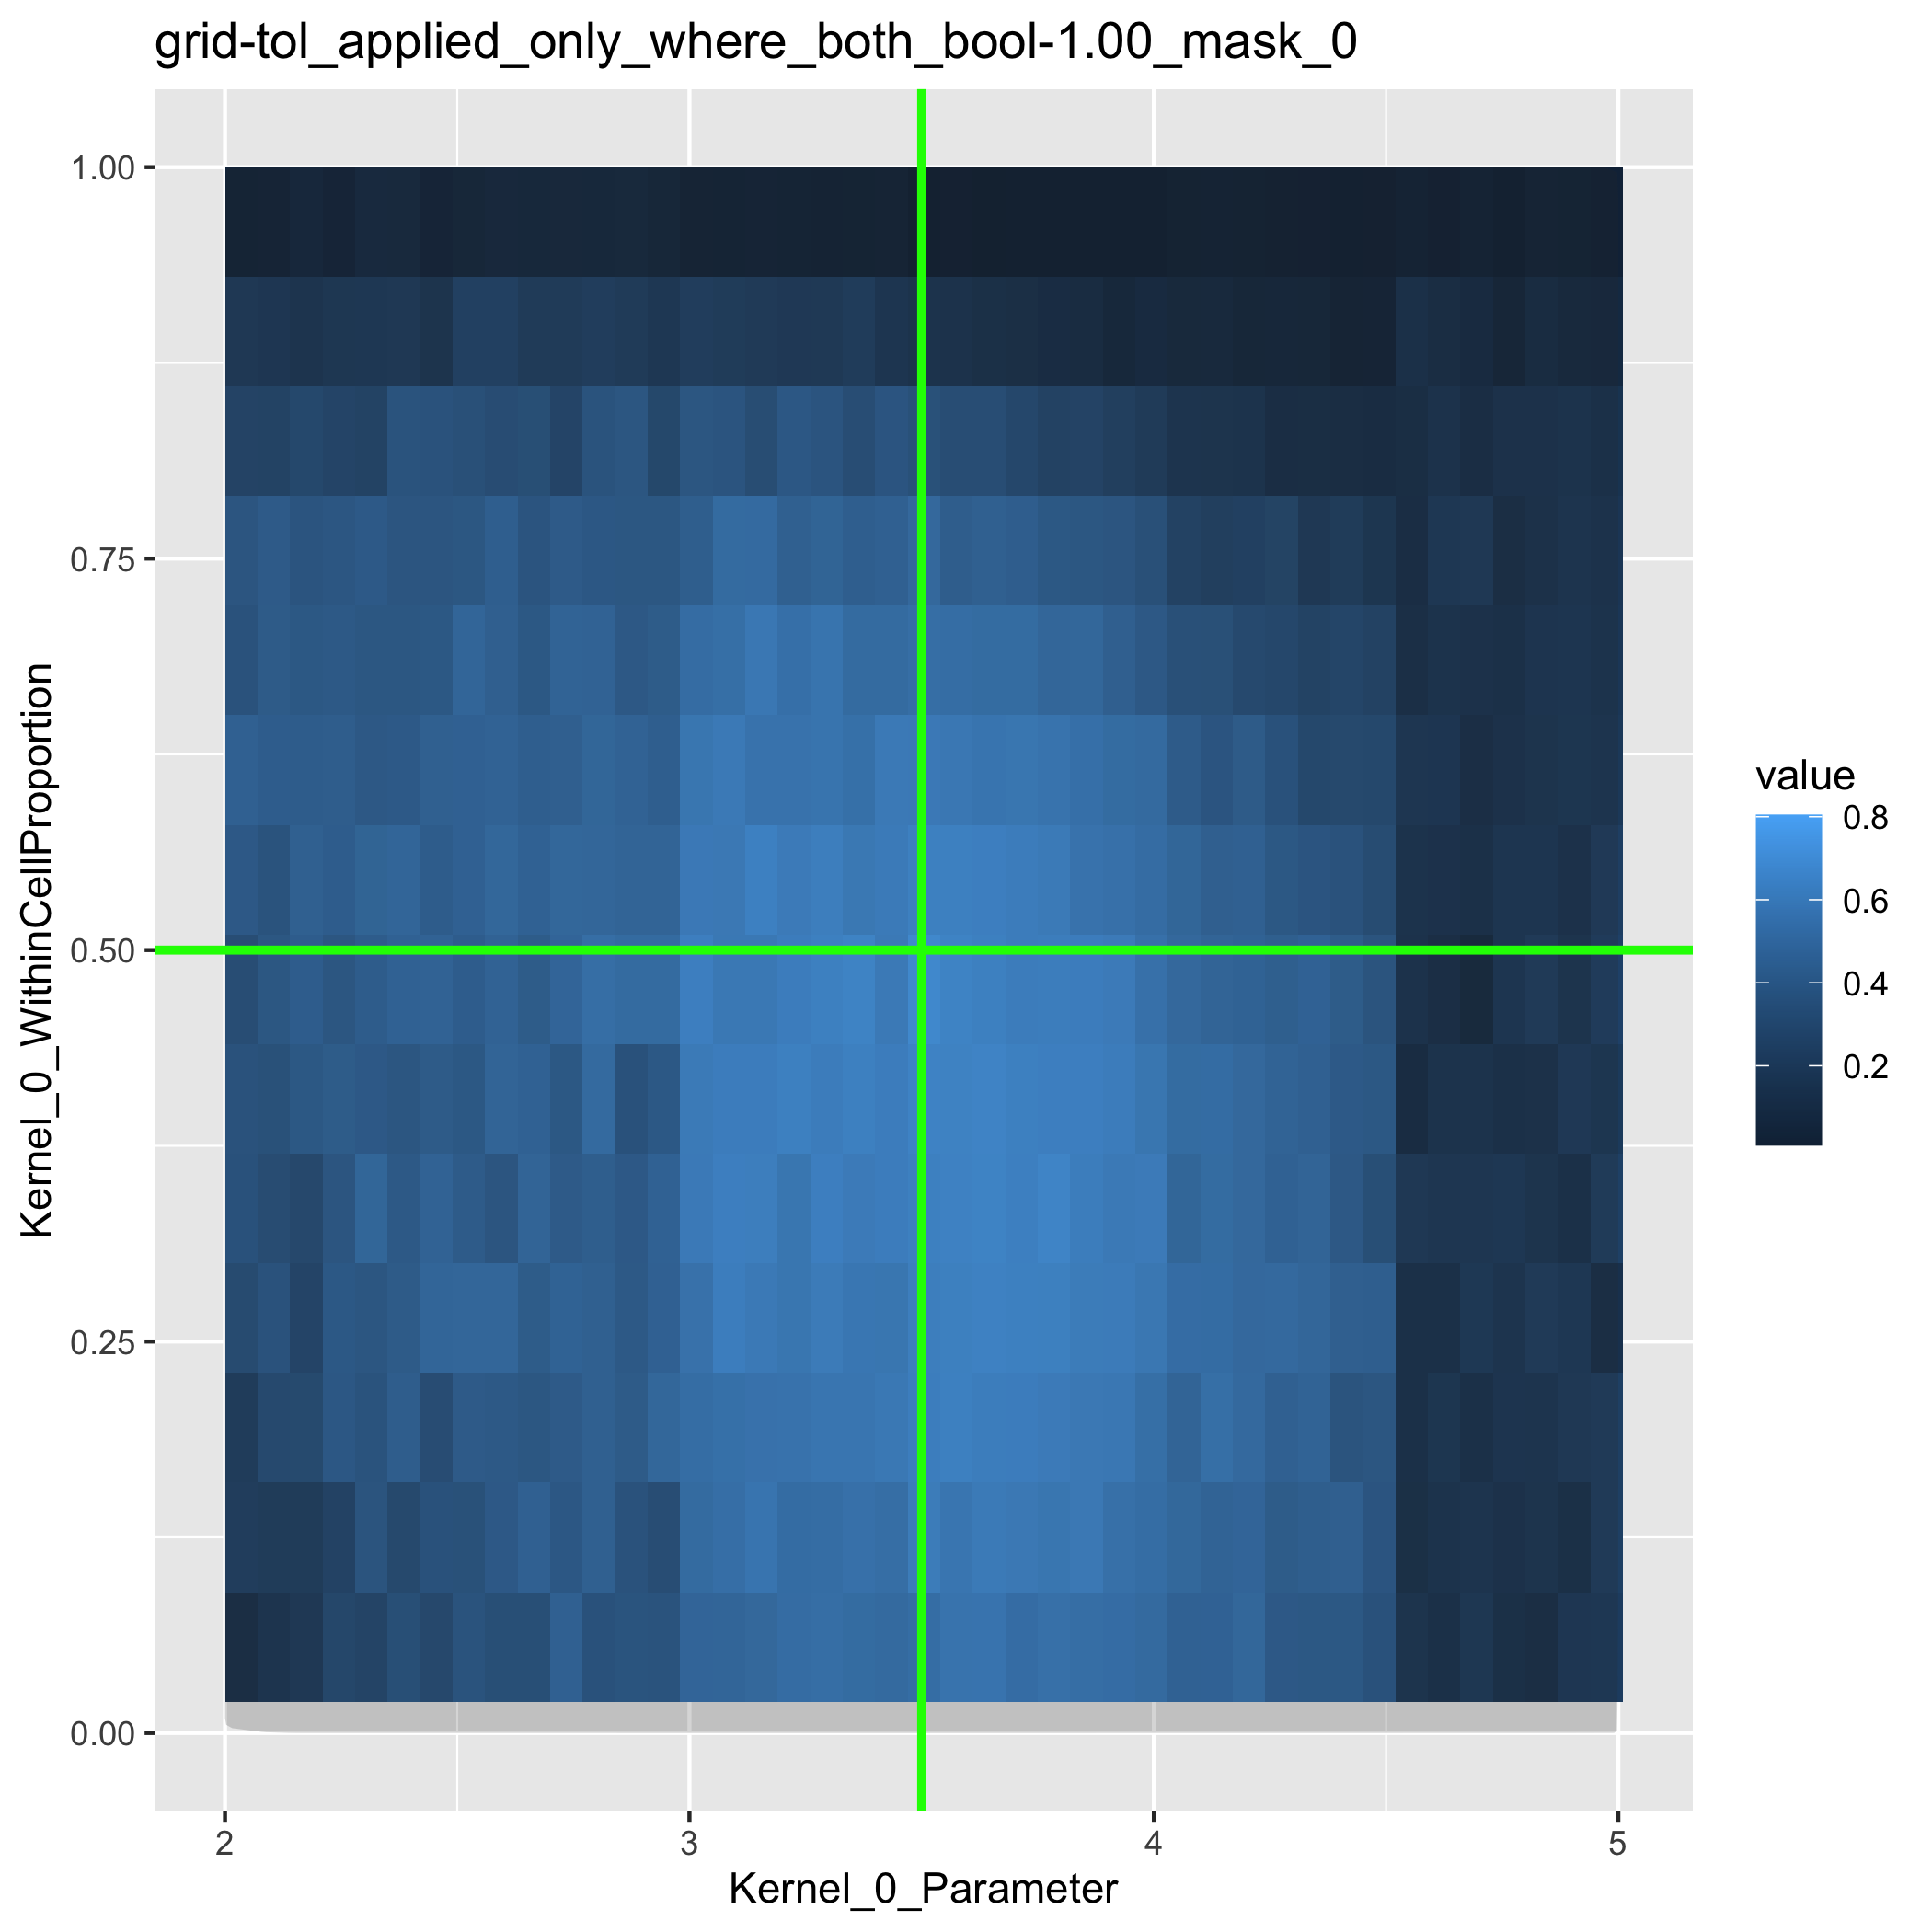 grid-tol_applied_only_where_both_bool-1.00_mask_0
1.00
0.75
0.50
0.25
0.00
Kernel_0_WithinCellProportion
2 3 4 5
Kernel_0_Parameter
value
0.8
0.6
0.4
0.2